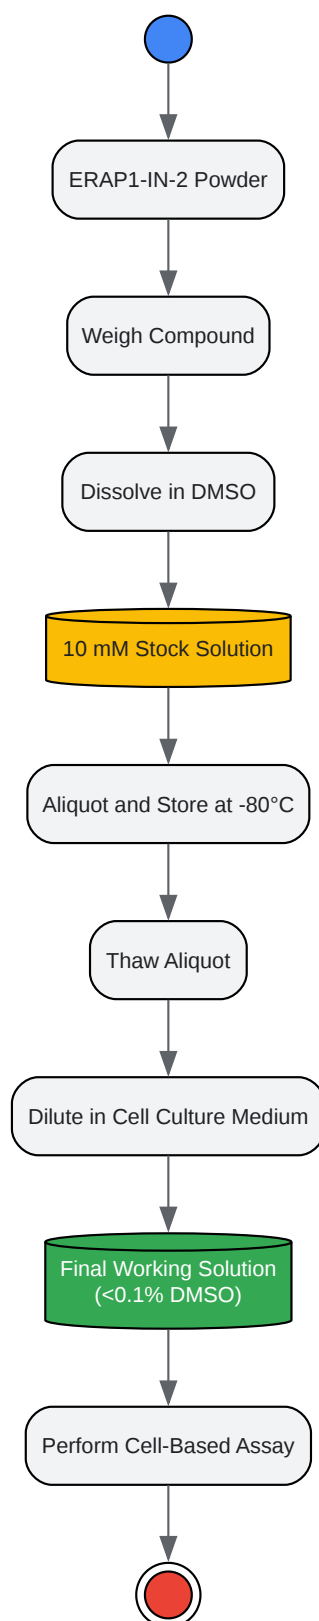 ERAP1-IN-2 Powder
Weigh Compound
Dissolve in DMSO
10 mM Stock Solution
Aliquot and Store at -80°C
Thaw Aliquot
Dilute in Cell Culture Medium
Final Working Solution
(<0.1% DMSO)
Perform Cell-Based Assay